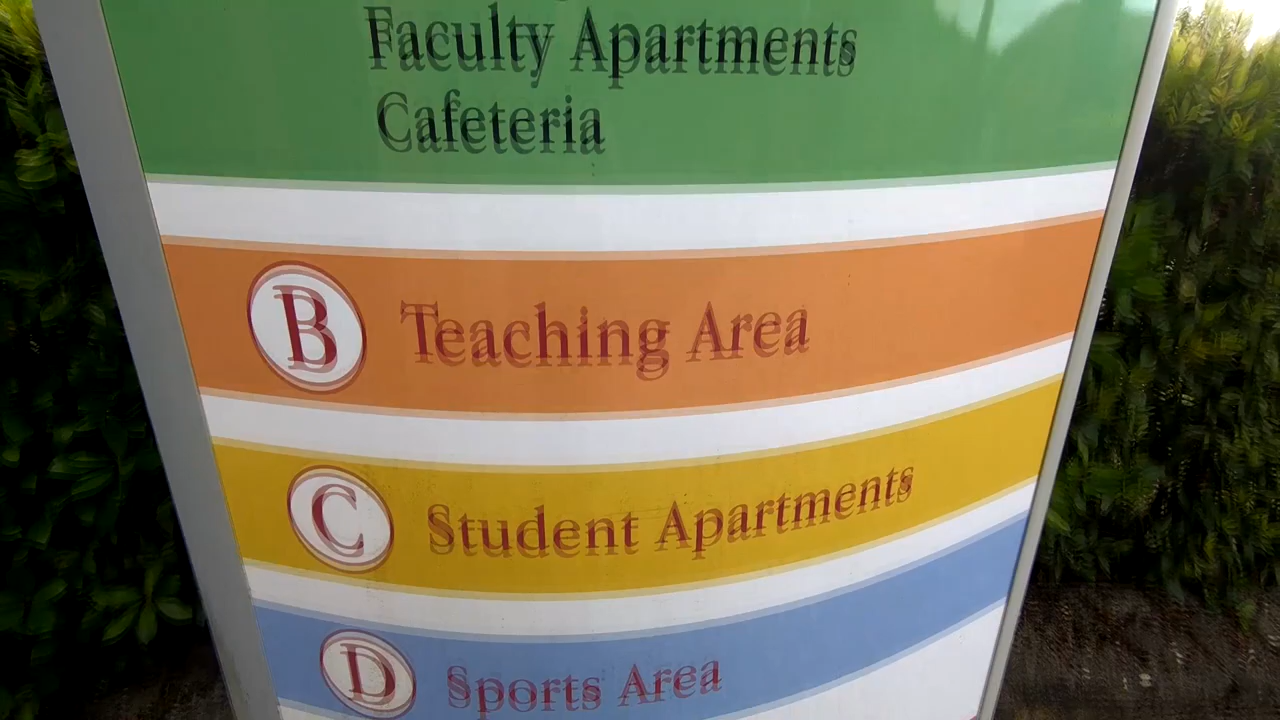 Faculty Apartments
Cafeteria
B Teaching Area
C Student Apartments
D Sports Area